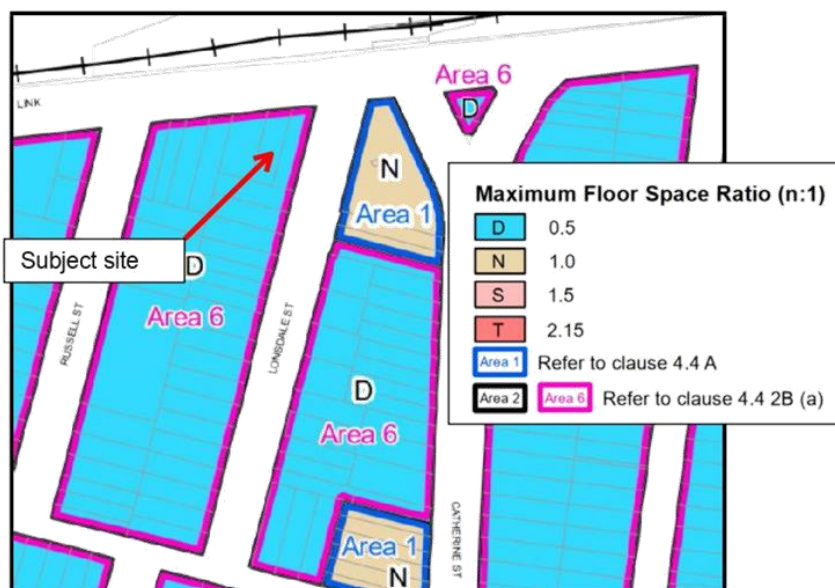 Area 6
LINK
D
N
Area 1
Subject site
D
Area 6
RUSSELL ST
LONSDALE ST
D
Area 6
Area 1
N
CATHERINE ST
Maximum Floor Space Ratio (n:1)
D 0.5
N 1.0
S 1.5
T 2.15
Area 1 Refer to clause 4.4 A
Area 2 Area 6 Refer to clause 4.4 2B (a)